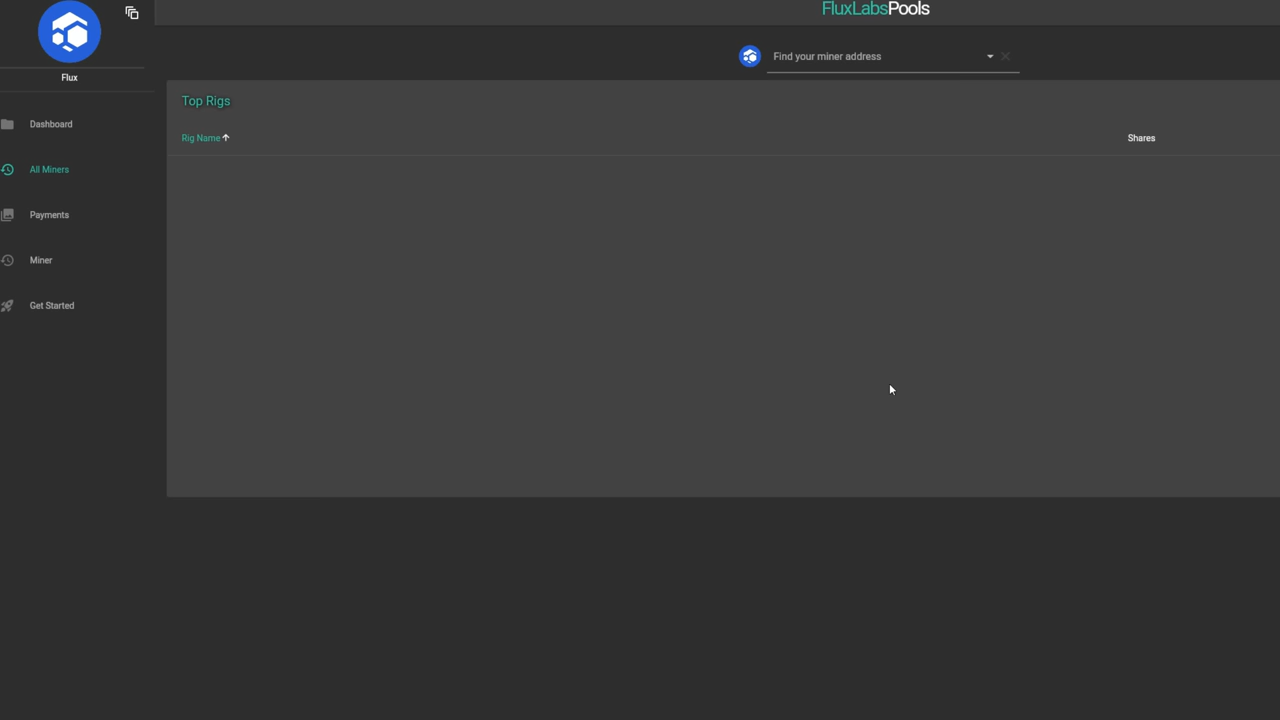 FluxLabsPools
Flux
Find your miner address
Top Rigs
Rig Name
Shares
Dashboard
All Miners
Payments
Miner
Get Started